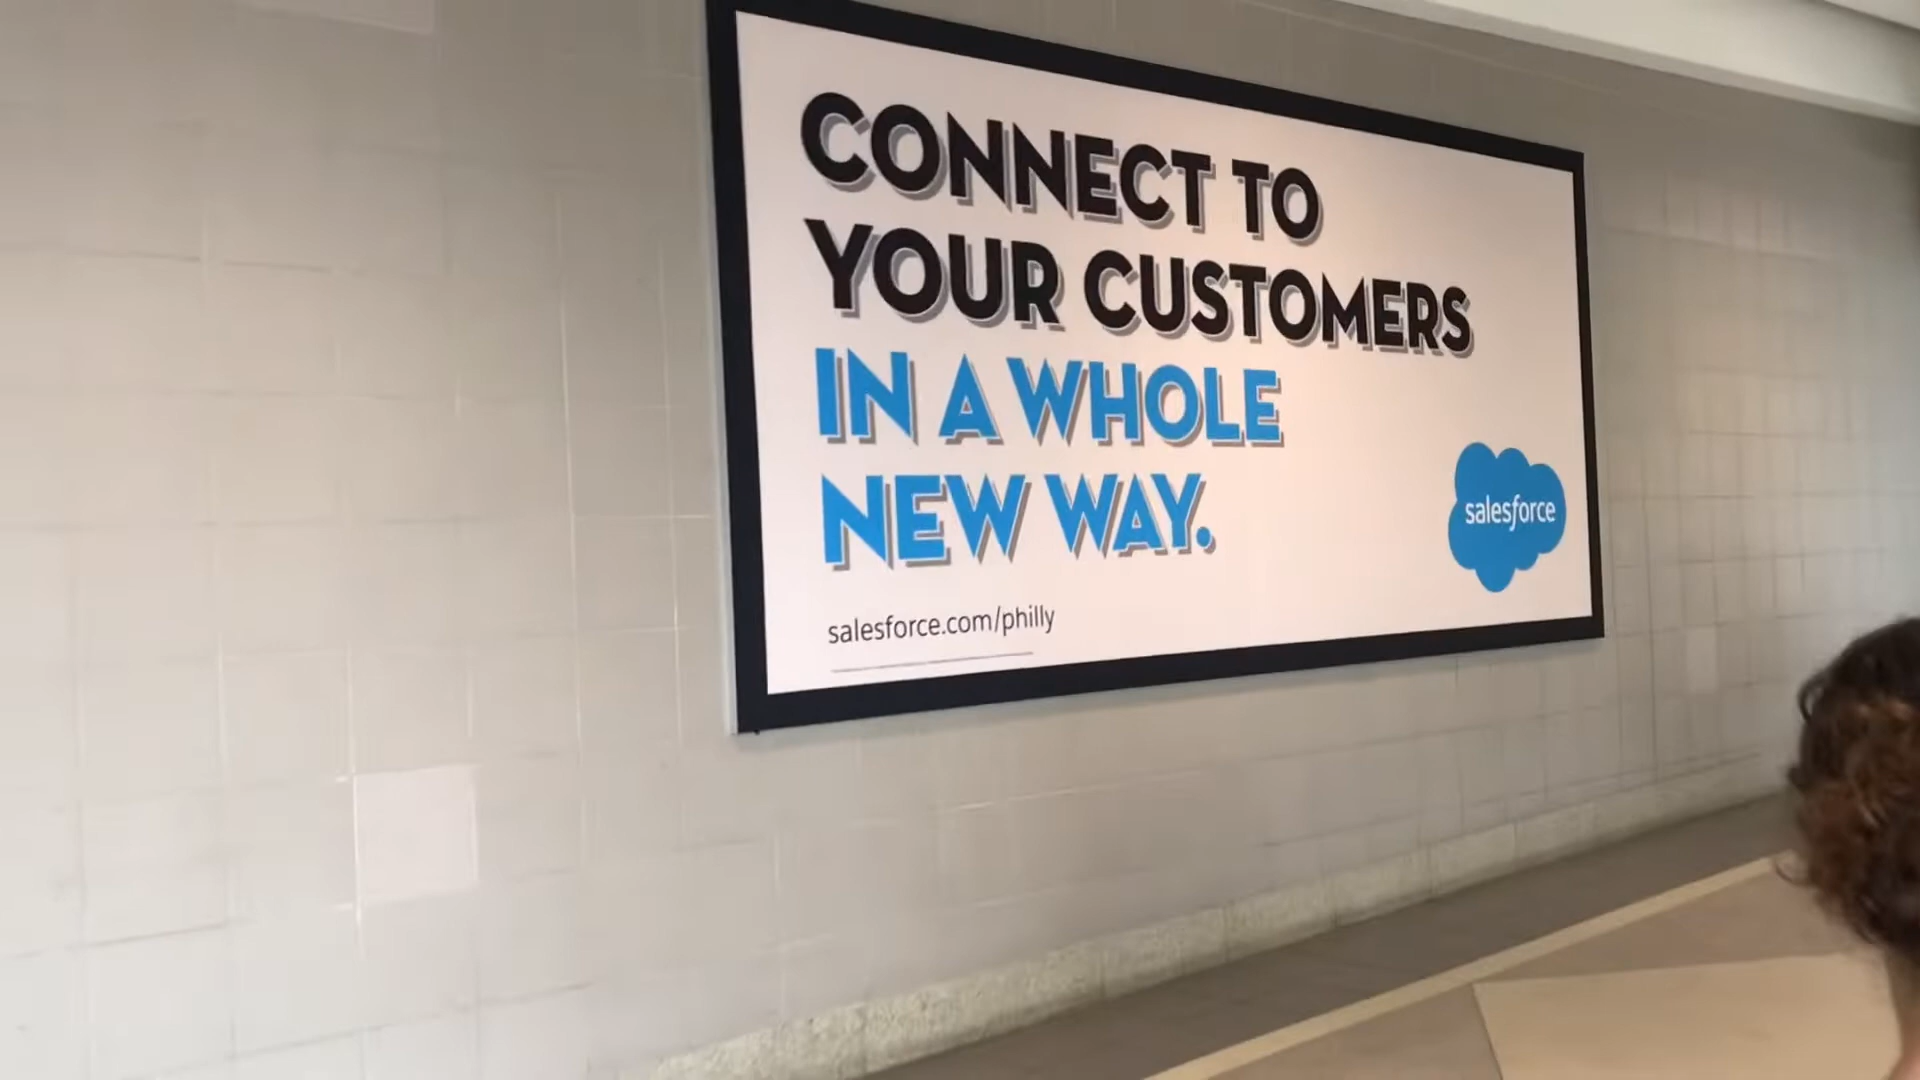 CONNECT TO
YOUR CUSTOMERS
IN A WHOLE
NEW WAY.
salesforce
salesforce.com/philly